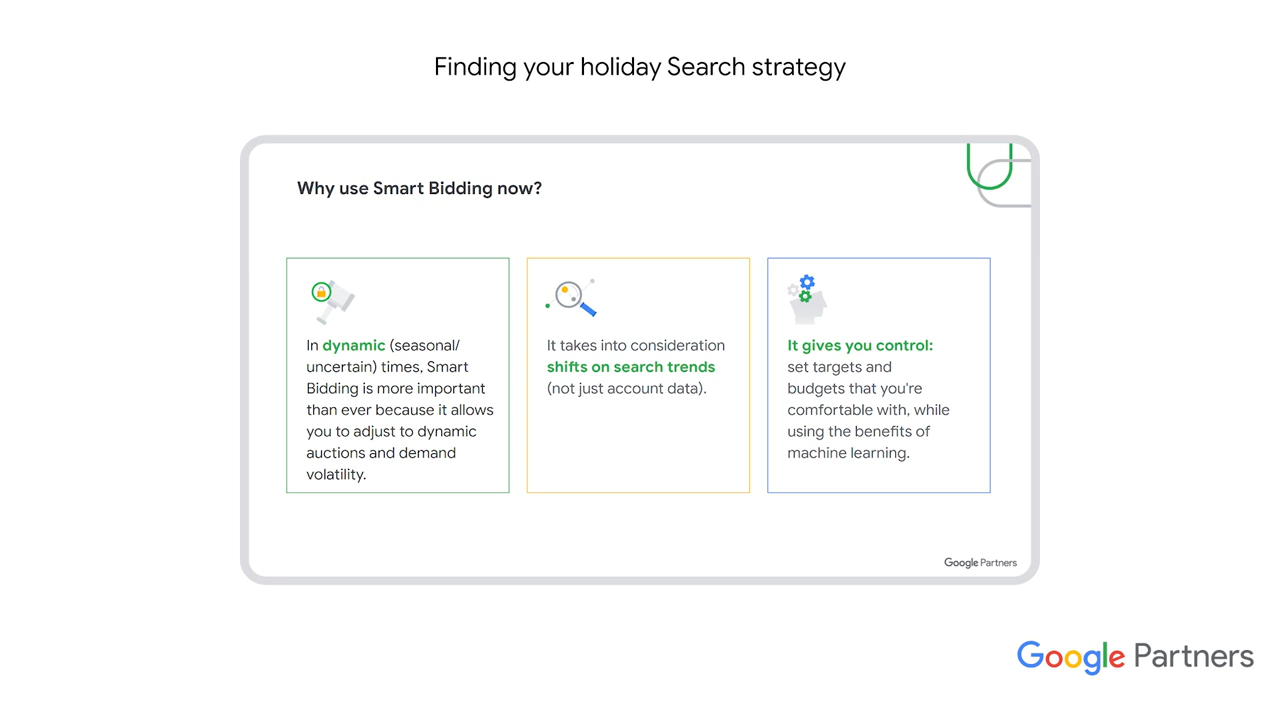 Finding your holiday Search strategy
Why use Smart Bidding now?
In dynamic (seasonal/
uncertain) times, Smart
Bidding is more important
than ever because it allows
you to adjust to dynamic
auctions and demand
volatility.
It takes into consideration
shifts on search trends
(not just account data).
It gives you control:
set targets and
budgets that you're
comfortable with, while
using the benefits of
machine learning.
Google Partners
Google Partners